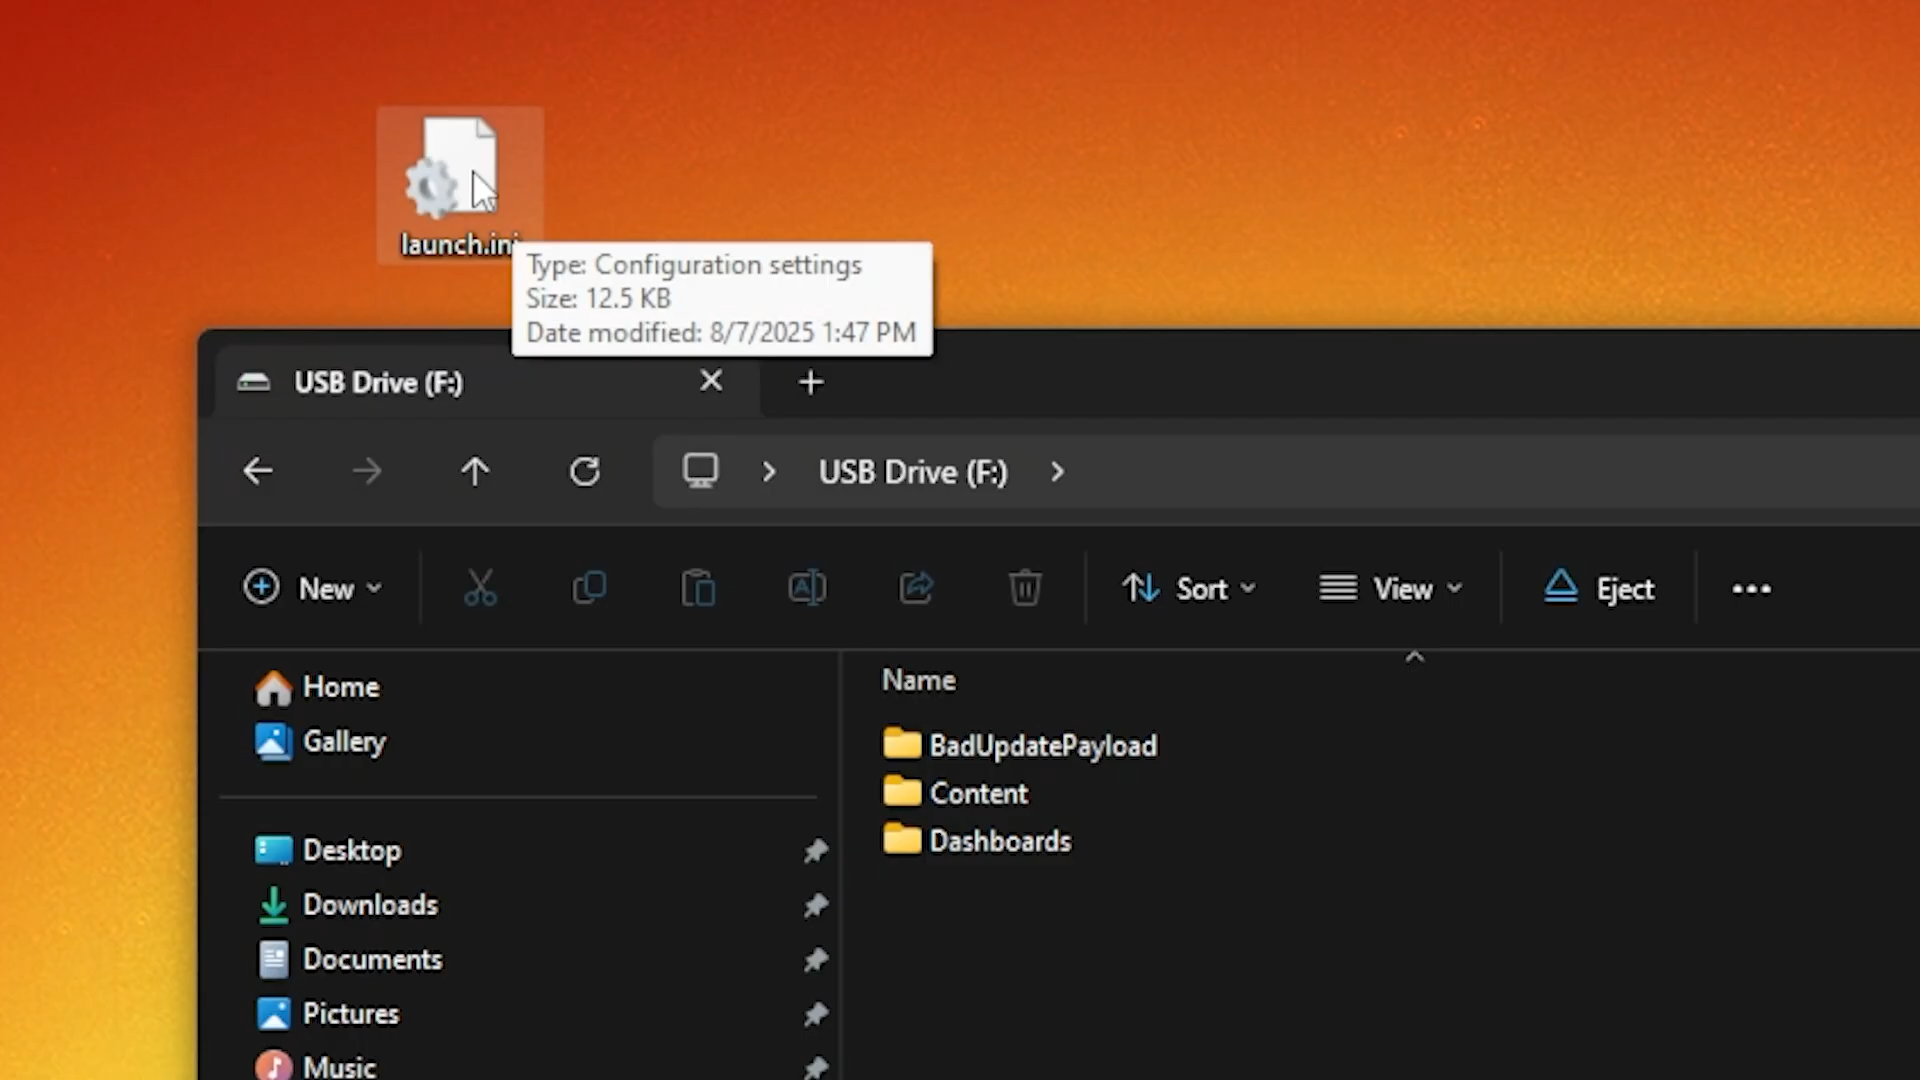 launch.ini
Type: Configuration settings
Size: 12.5 KB
Date modified: 8/7/2025 1:47 PM
USB Drive (F:)
USB Drive (F:)
New
Sort
View
Eject
Home
Gallery
Desktop
Downloads
Documents
Pictures
Music
Name
BadUpdatePayload
Content
Dashboards